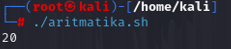 ┌──(root㉿kali)-[/home/kali]
└─# ./aritmatika.sh
20